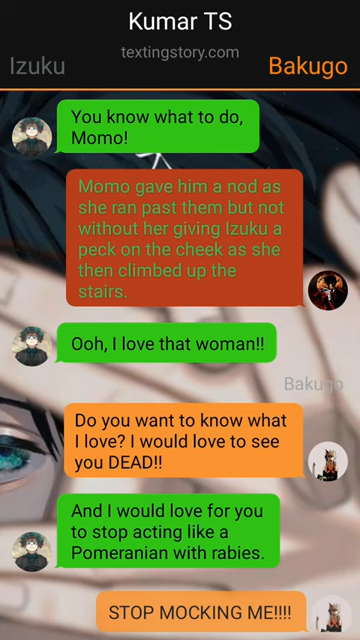 Kumar TS
textingstory.com
Izuku
Bakugo
You know what to do,
Momo!
Momo gave him a nod as
she ran past them but not
without her giving Izuku a
peck on the cheek as she
then climbed up the
stairs.
Ooh, I love that woman!!
Bakugo
Do you want to know what
I love? I would love to see
you DEAD!!
And I would love for you
to stop acting like a
Pomeranian with rabies.
STOP MOCKING ME!!!!